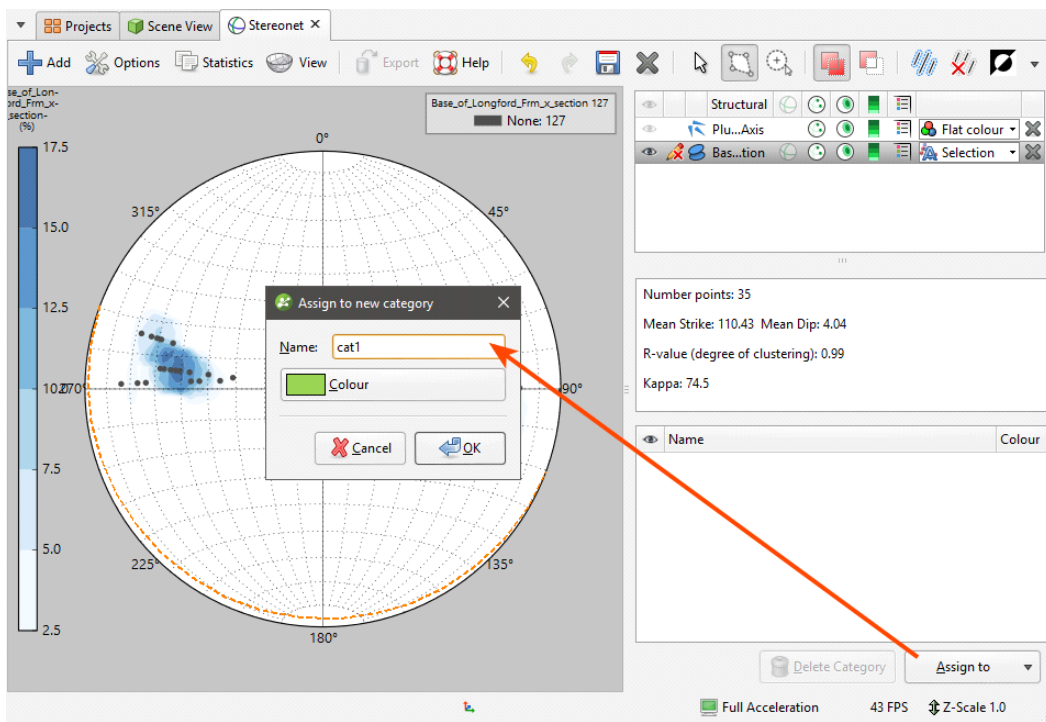 Projects Scene View Stereonet
Add Options Statistics View Export Help
se_of_Lon-
ord_Frm_x-
section-
(%)
Base_of_Longford_Frm_x_section 127
None: 127
17.5
15.0
12.5
7.5
5.0
2.5
0°
45°
90°
135°
180°
225°
315°
Assign to new category
Name: cat1
Colour
Cancel OK
Structural
Plu...Axis Flat colour
Bas...tion Selection
Number points: 35
Mean Strike: 110.43 Mean Dip: 4.04
R-value (degree of clustering): 0.99
Kappa: 74.5
Name Colour
Delete Category Assign to
Full Acceleration 43 FPS Z-Scale 1.0